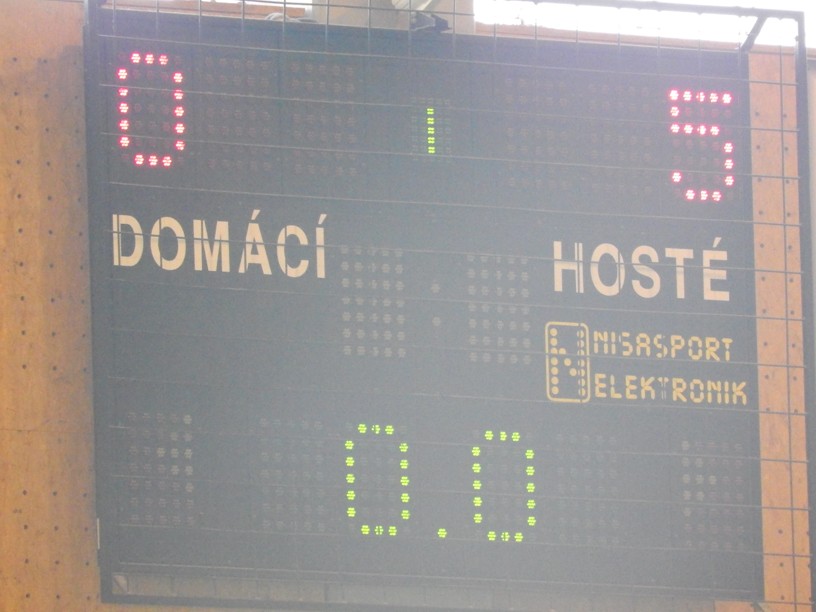 0 1 5
DOMÁCÍ HOSTÉ
NISASPORT
ELEKTRONIK
0.0